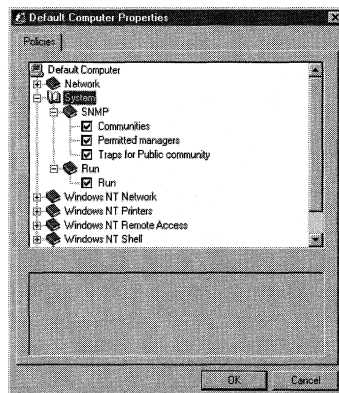 Default Computer Properties
Policies
Default Computer
Network
System
SNMP
Communities
Permitted managers
Traps for Public community
Run
Run
Windows NT Network
Windows NT Printers
Windows NT Remote Access
Windows NT Shell
OK
Cancel